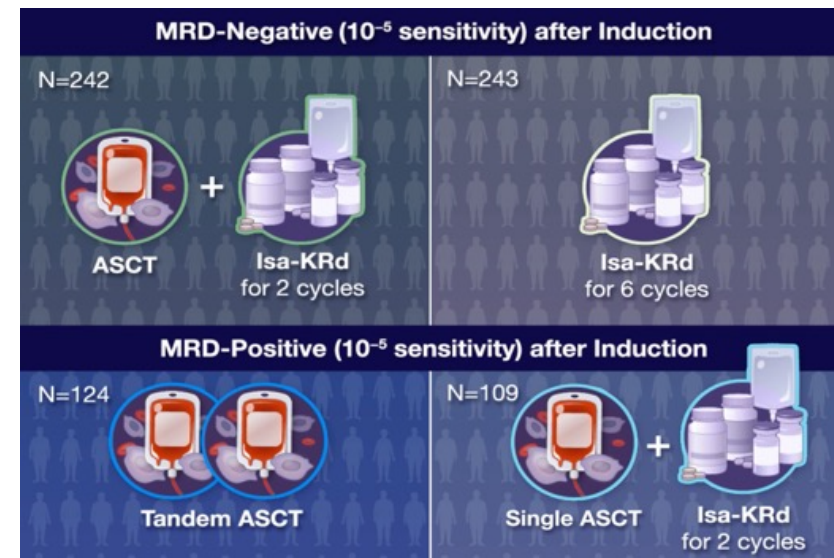 MRD-Negative (10⁻⁵ sensitivity) after Induction
N=242
+
ASCT
Isa-KRd
for 2 cycles
N=243
Isa-KRd
for 6 cycles
MRD-Positive (10⁻⁵ sensitivity) after Induction
N=124
Tandem ASCT
N=109
+
Single ASCT
Isa-KRd
for 2 cycles